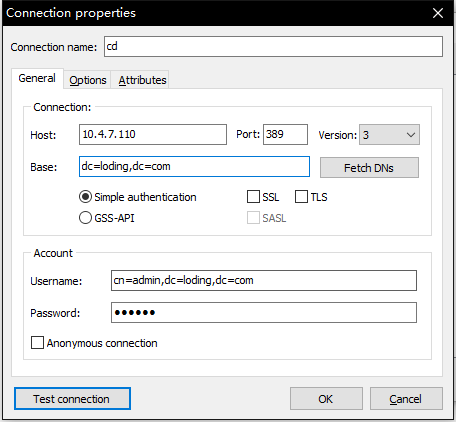 Connection properties
Connection name: cd
General Options Attributes
Connection:
Host: 10.4.7.110 Port: 389 Version: 3
Base: dc=loding,dc=com Fetch DNs
Simple authentication SSL TLS
GSS-API SASL
Account
Username: cn=admin,dc=loding,dc=com
Password: ●●●●●●
Anonymous connection
Test connection OK Cancel